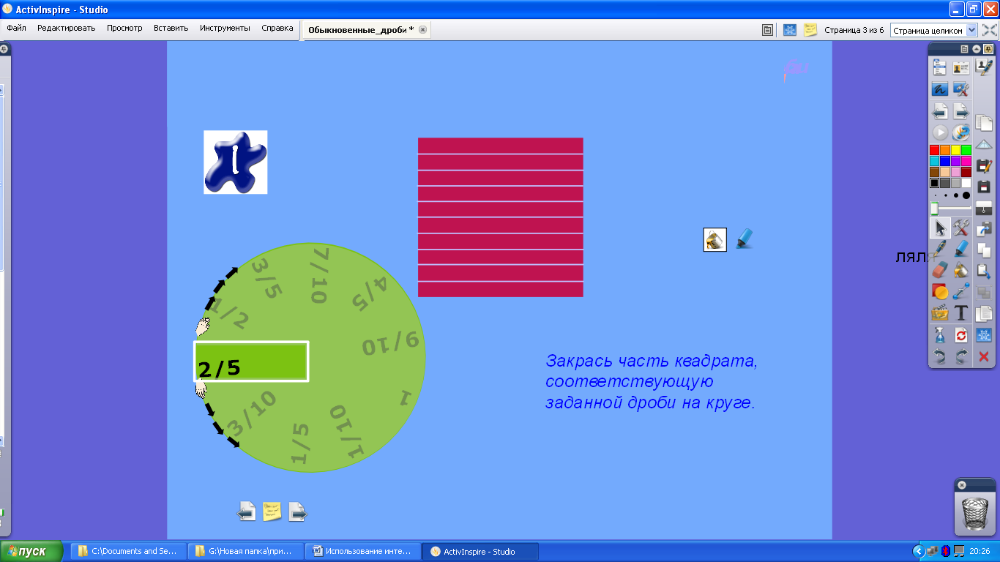 ActivInspire - Studio
Файл Редактировать Просмотр Вставить Инструменты Справка
Обыкновенные_дроби *
Страница 3 из 6
Страница целиком
1
3/5
7/10
4/5
9/10
1
1/10
1/5
3/10
2/5
1/2
Закрась часть квадрата,
соответствующую
заданной дроби на круге.
ляля
T
пуск
C:\Documents and Se...
G:\Новая папка\при...
Использование инте...
ActivInspire - Studio
20:26